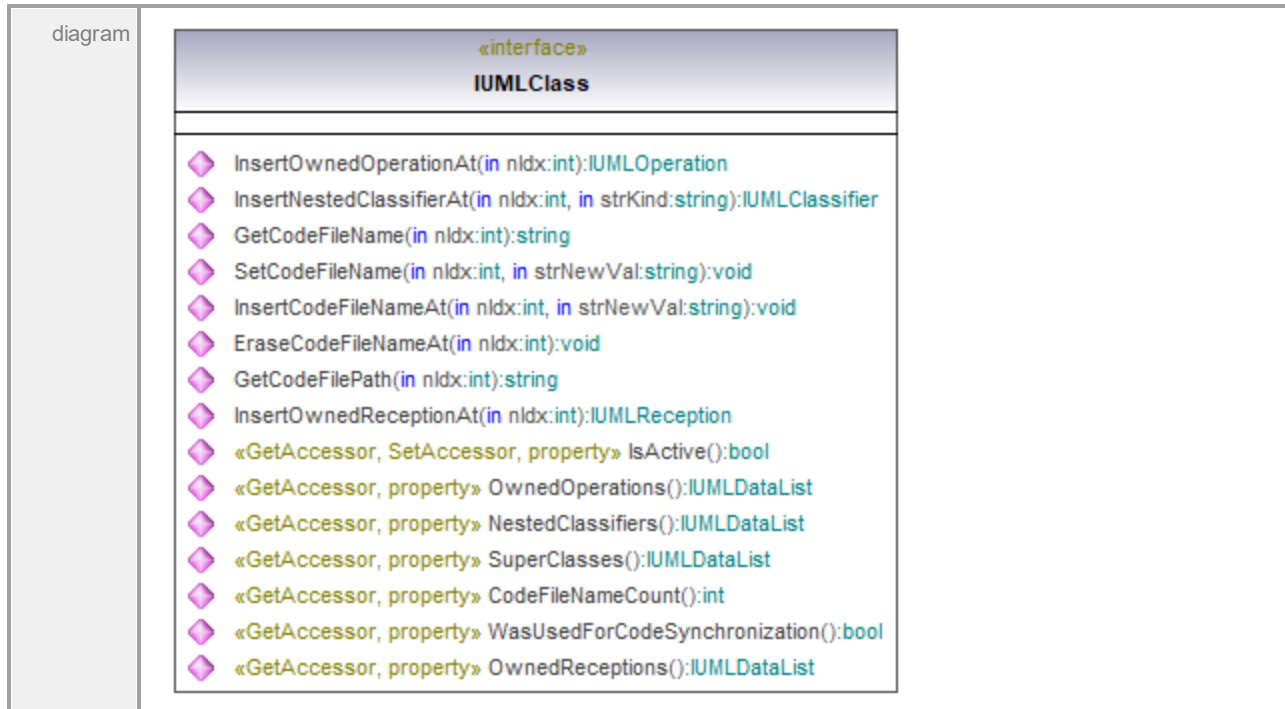 diagram
«interface»
IUMLClass
InsertOwnedOperationAt(in nIdx:int):IUMLOperation
InsertNestedClassifierAt(in nIdx:int, in strKind:string):IUMLClassifier
GetCodeFileName(in nIdx:int):string
SetCodeFileName(in nIdx:int, in strNewVal:string):void
InsertCodeFileNameAt(in nIdx:int, in strNewVal:string):void
EraseCodeFileNameAt(in nIdx:int):void
GetCodeFilePath(in nIdx:int):string
InsertOwnedReceptionAt(in nIdx:int):IUMLReception
«GetAccessor, SetAccessor, property» IsActive():bool
«GetAccessor, property» OwnedOperations():IUMLDataList
«GetAccessor, property» NestedClassifiers():IUMLDataList
«GetAccessor, property» SuperClasses():IUMLDataList
«GetAccessor, property» CodeFileNameCount():int
«GetAccessor, property» WasUsedForCodeSynchronization():bool
«GetAccessor, property» OwnedReceptions():IUMLDataList